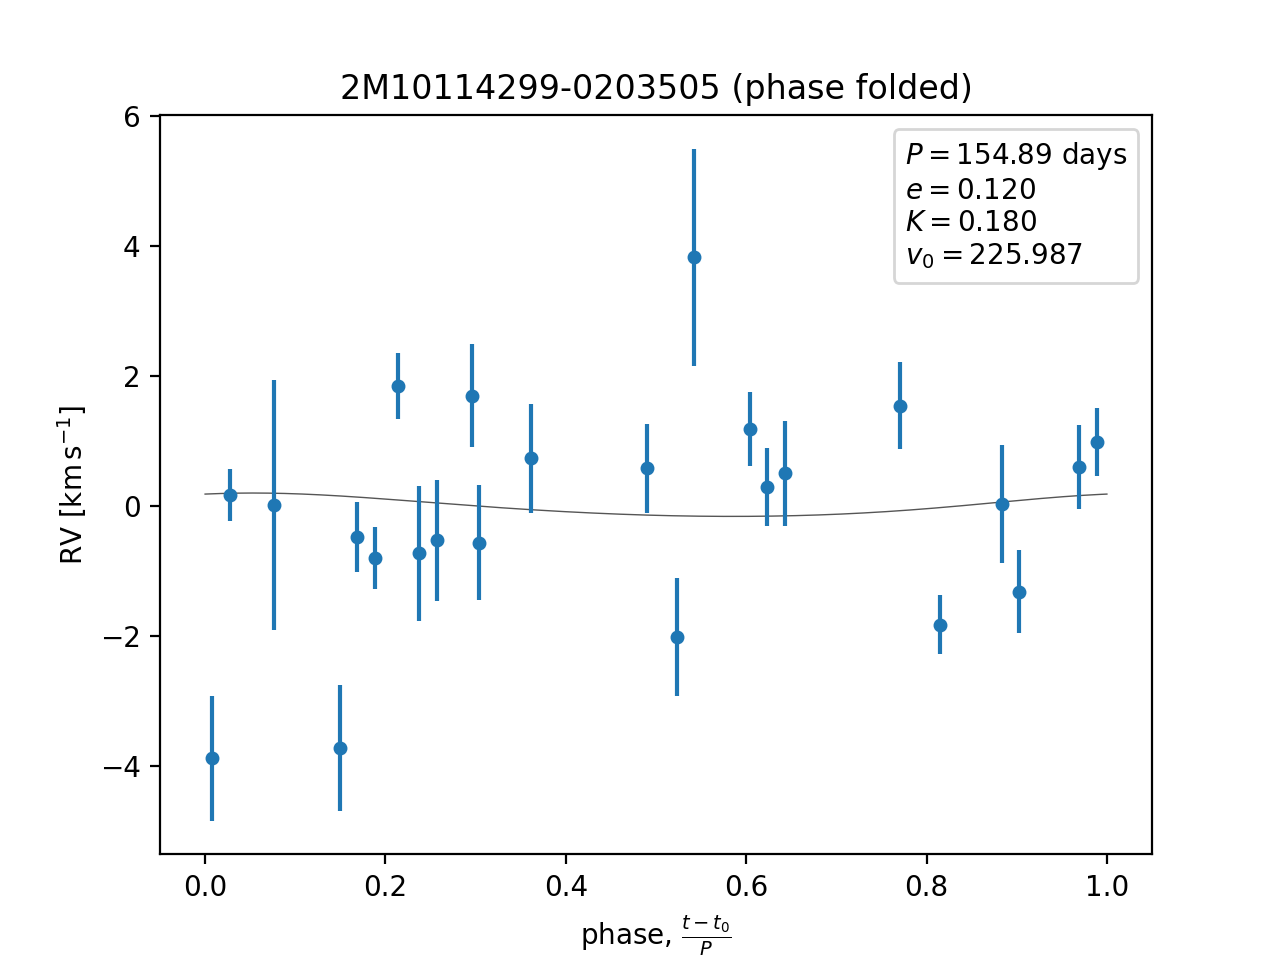 2M10114299-0203505 (phase folded)
P = 154.89 days
e = 0.120
K = 0.180
v₀ = 225.987
RV [km s⁻¹]
6
4
2
0
−2
−4
0.0 0.2 0.4 0.6 0.8 1.0
phase, (t − t₀)/P